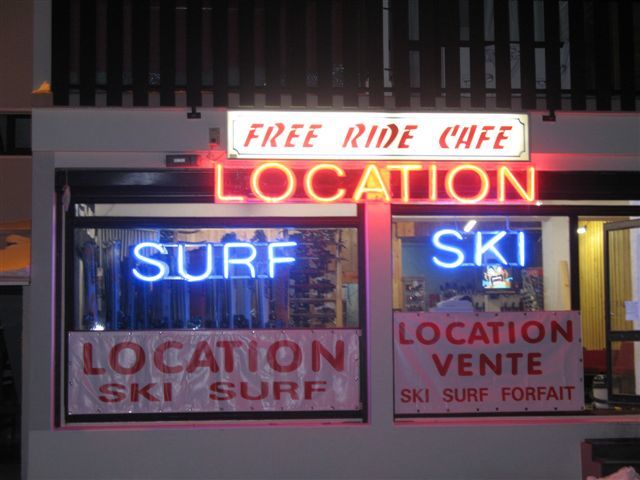 FREE RIDE CAFE
LOCATION
SURF
SKI
LOCATION
SKI SURF
LOCATION
VENTE
SKI SURF FORFAIT